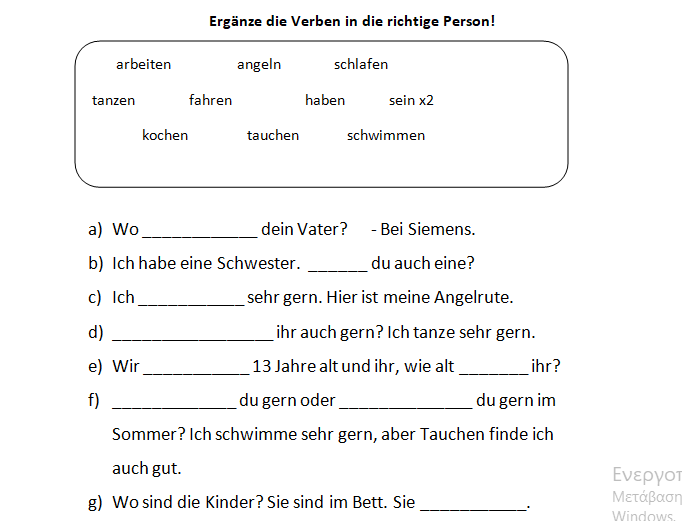 Ergänze die Verben in die richtige Person!
arbeiten angeln schlafen
tanzen fahren haben sein x2
kochen tauchen schwimmen
a) Wo ____________ dein Vater? - Bei Siemens.
b) Ich habe eine Schwester. ______ du auch eine?
c) Ich ___________ sehr gern. Hier ist meine Angelrute.
d) _________________ ihr auch gern? Ich tanze sehr gern.
e) Wir ___________ 13 Jahre alt und ihr, wie alt _______ ihr?
f) _____________ du gern oder ______________ du gern im
Sommer? Ich schwimme sehr gern, aber Tauchen finde ich
auch gut.
g) Wo sind die Kinder? Sie sind im Bett. Sie ___________.
Μετάβαση
Windows.